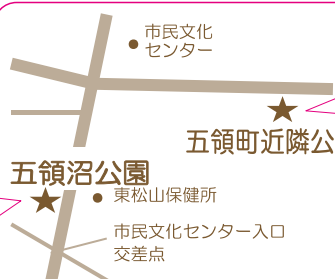 市民文化
センター
五領町近隣公
五領沼公園
東松山保健所
市民文化センター入口
交差点